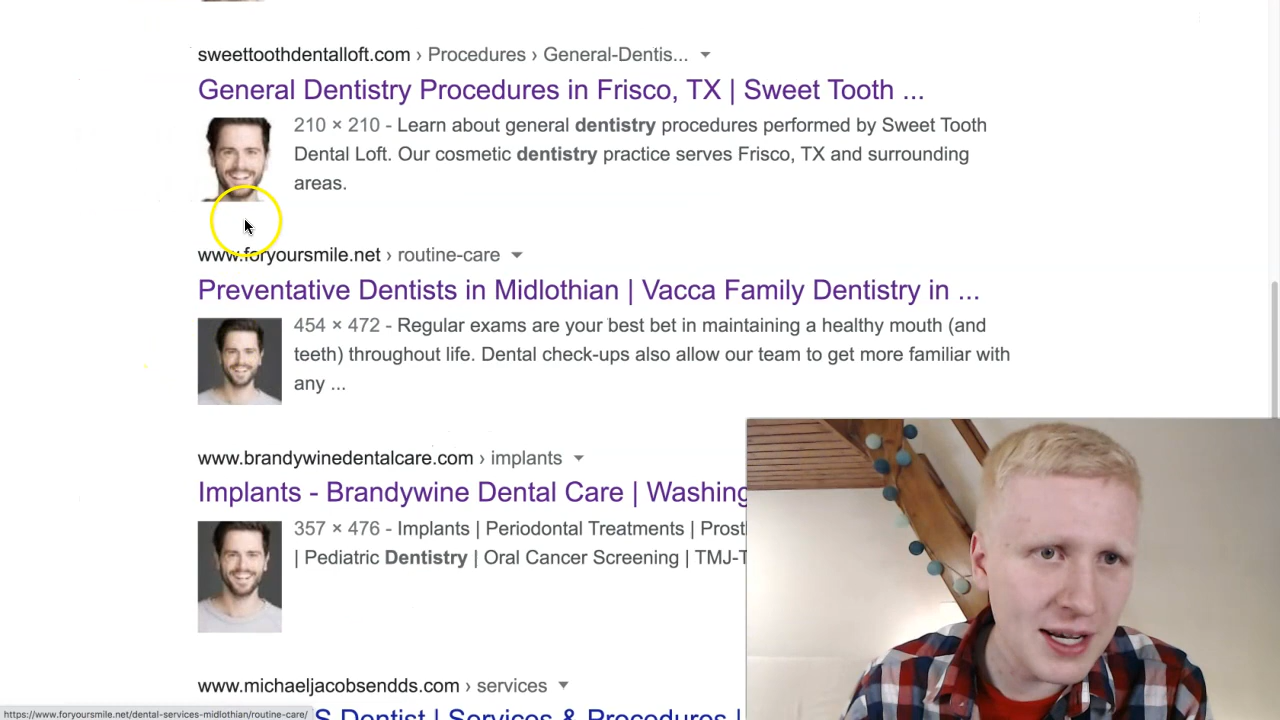 sweettoothdentalloft.com › Procedures › General-Dentis...
General Dentistry Procedures in Frisco, TX | Sweet Tooth ...
210 × 210 - Learn about general dentistry procedures performed by Sweet Tooth
Dental Loft. Our cosmetic dentistry practice serves Frisco, TX and surrounding
areas.
www.foryoursmile.net › routine-care
Preventative Dentists in Midlothian | Vacca Family Dentistry in ...
454 × 472 - Regular exams are your best bet in maintaining a healthy mouth (and
teeth) throughout life. Dental check-ups also allow our team to get more familiar with
any ...
www.brandywinedentalcare.com › implants
Implants - Brandywine Dental Care | Washing
357 × 476 - Implants | Periodontal Treatments | Prost
| Pediatric Dentistry | Oral Cancer Screening | TMJ-T
www.michaeljacobsendds.com › services
S Dentist | Services & Procedures |
https://www.foryoursmile.net/dental-services-midlothian/routine-care/